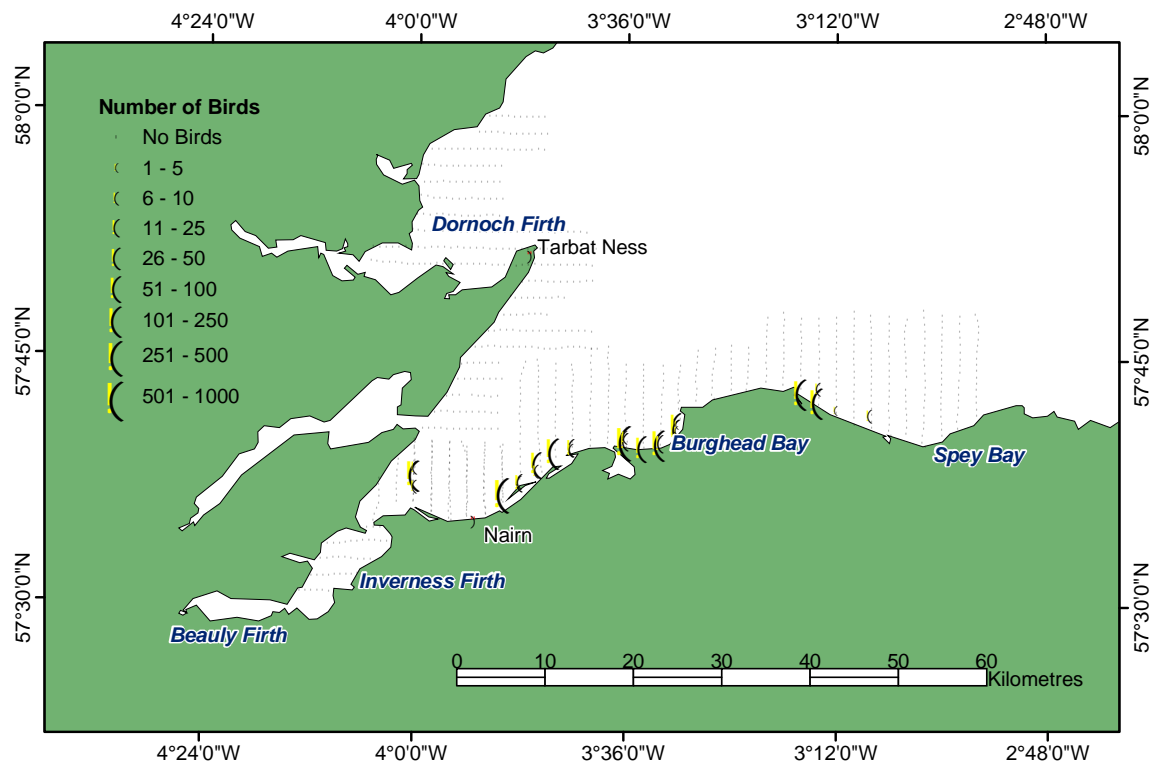 4°24'0"W 4°0'0"W 3°36'0"W 3°12'0"W 2°48'0"W
58°0'0"N
58°0'0"N
Number of Birds
No Birds
1 - 5
6 - 10
11 - 25
26 - 50
51 - 100
101 - 250
251 - 500
501 - 1000
Dornoch Firth
Tarbat Ness
57°45'0"N
57°45'0"N
Burghead Bay
Spey Bay
Nairn
Inverness Firth
57°30'0"N
57°30'0"N
Beauly Firth
0 10 20 30 40 50 60
Kilometres
4°24'0"W 4°0'0"W 3°36'0"W 3°12'0"W 2°48'0"W